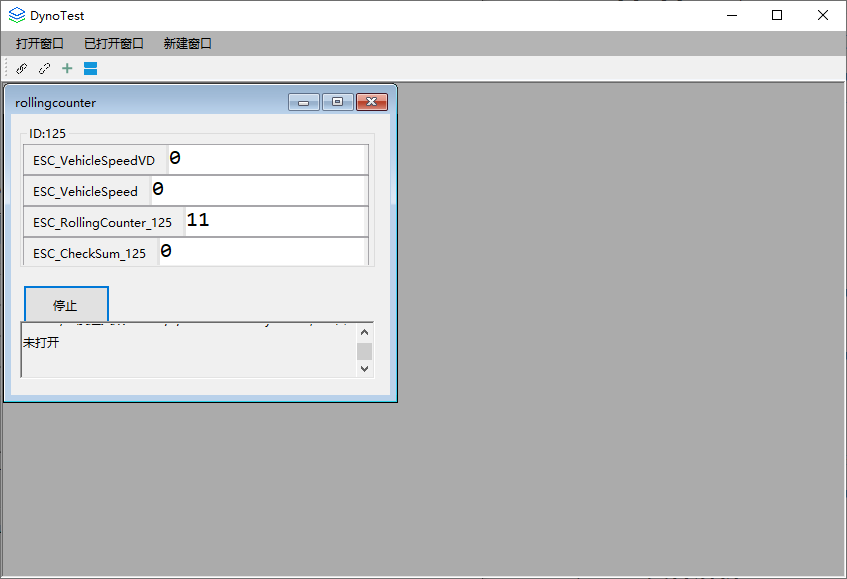 DynoTest
打开窗口 已打开窗口 新建窗口
rollingcounter
ID:125
ESC_VehicleSpeedVD 0
ESC_VehicleSpeed 0
ESC_RollingCounter_125 11
ESC_CheckSum_125 0
停止
未打开